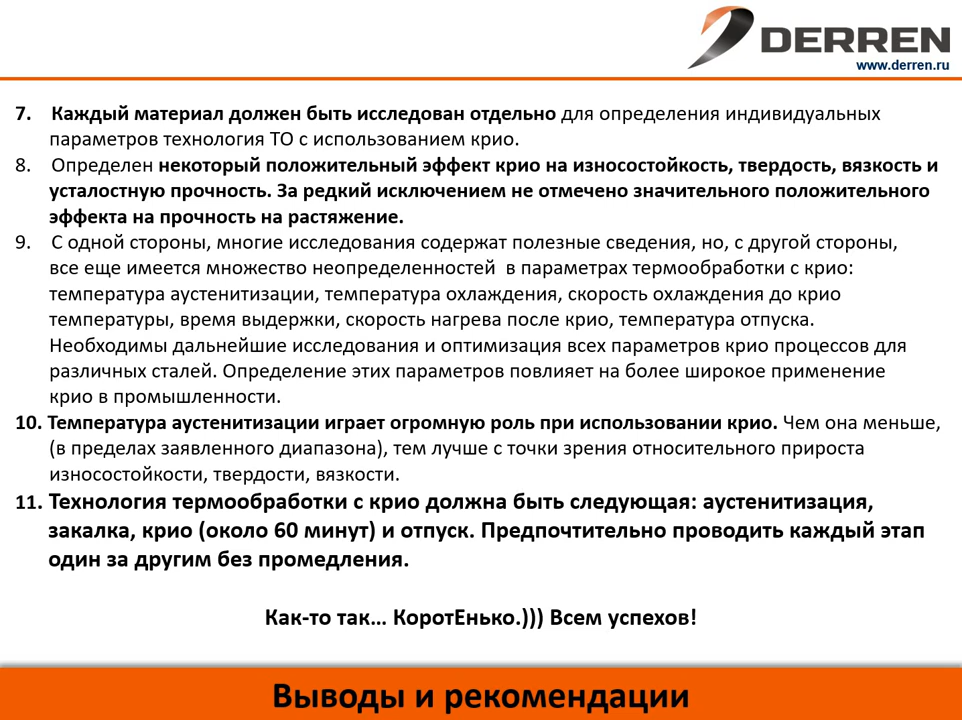 DERREN
www.derren.ru
7. Каждый материал должен быть исследован отдельно для определения индивидуальных
параметров технология ТО с использованием крио.
8. Определен некоторый положительный эффект крио на износостойкость, твердость, вязкость и
усталостную прочность. За редкий исключением не отмечено значительного положительного
эффекта на прочность на растяжение.
9. С одной стороны, многие исследования содержат полезные сведения, но, с другой стороны,
все еще имеется множество неопределенностей в параметрах термообработки с крио:
температура аустенитизации, температура охлаждения, скорость охлаждения до крио
температуры, время выдержки, скорость нагрева после крио, температура отпуска.
Необходимы дальнейшие исследования и оптимизация всех параметров крио процессов для
различных сталей. Определение этих параметров повлияет на более широкое применение
крио в промышленности.
10. Температура аустенитизации играет огромную роль при использовании крио. Чем она меньше,
(в пределах заявленного диапазона), тем лучше с точки зрения относительного прироста
износостойкости, твердости, вязкости.
11. Технология термообработки с крио должна быть следующая: аустенитизация,
закалка, крио (около 60 минут) и отпуск. Предпочтительно проводить каждый этап
один за другим без промедления.
Как-то так... КоротЕнько.))) Всем успехов!
Выводы и рекомендации